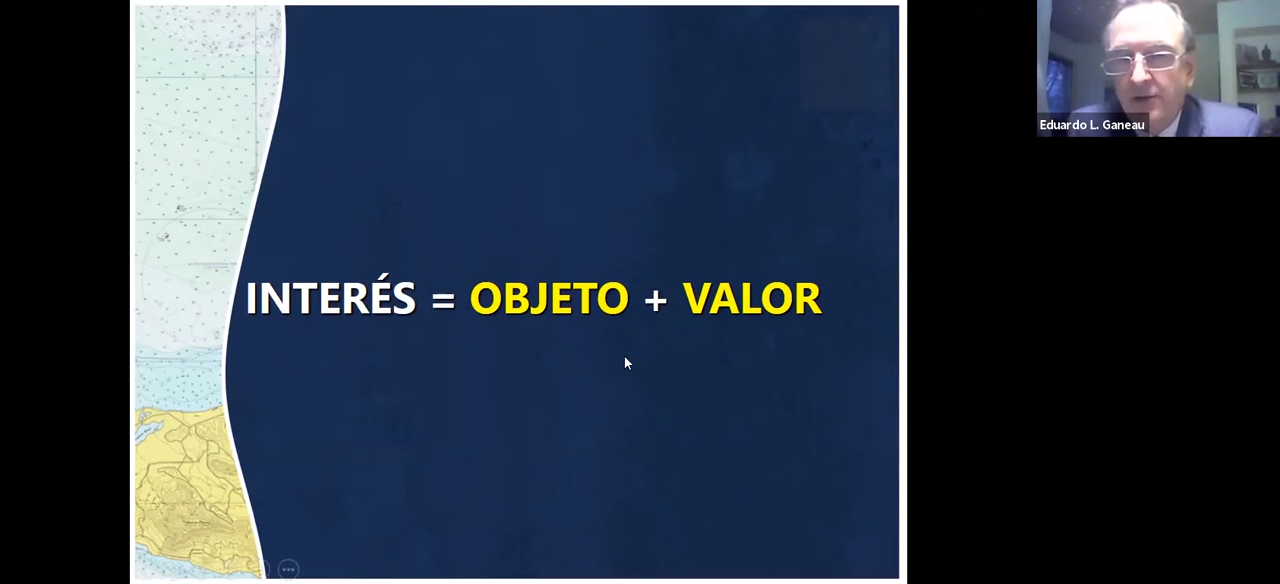 INTERÉS = OBJETO + VALOR
Eduardo L. Ganeau